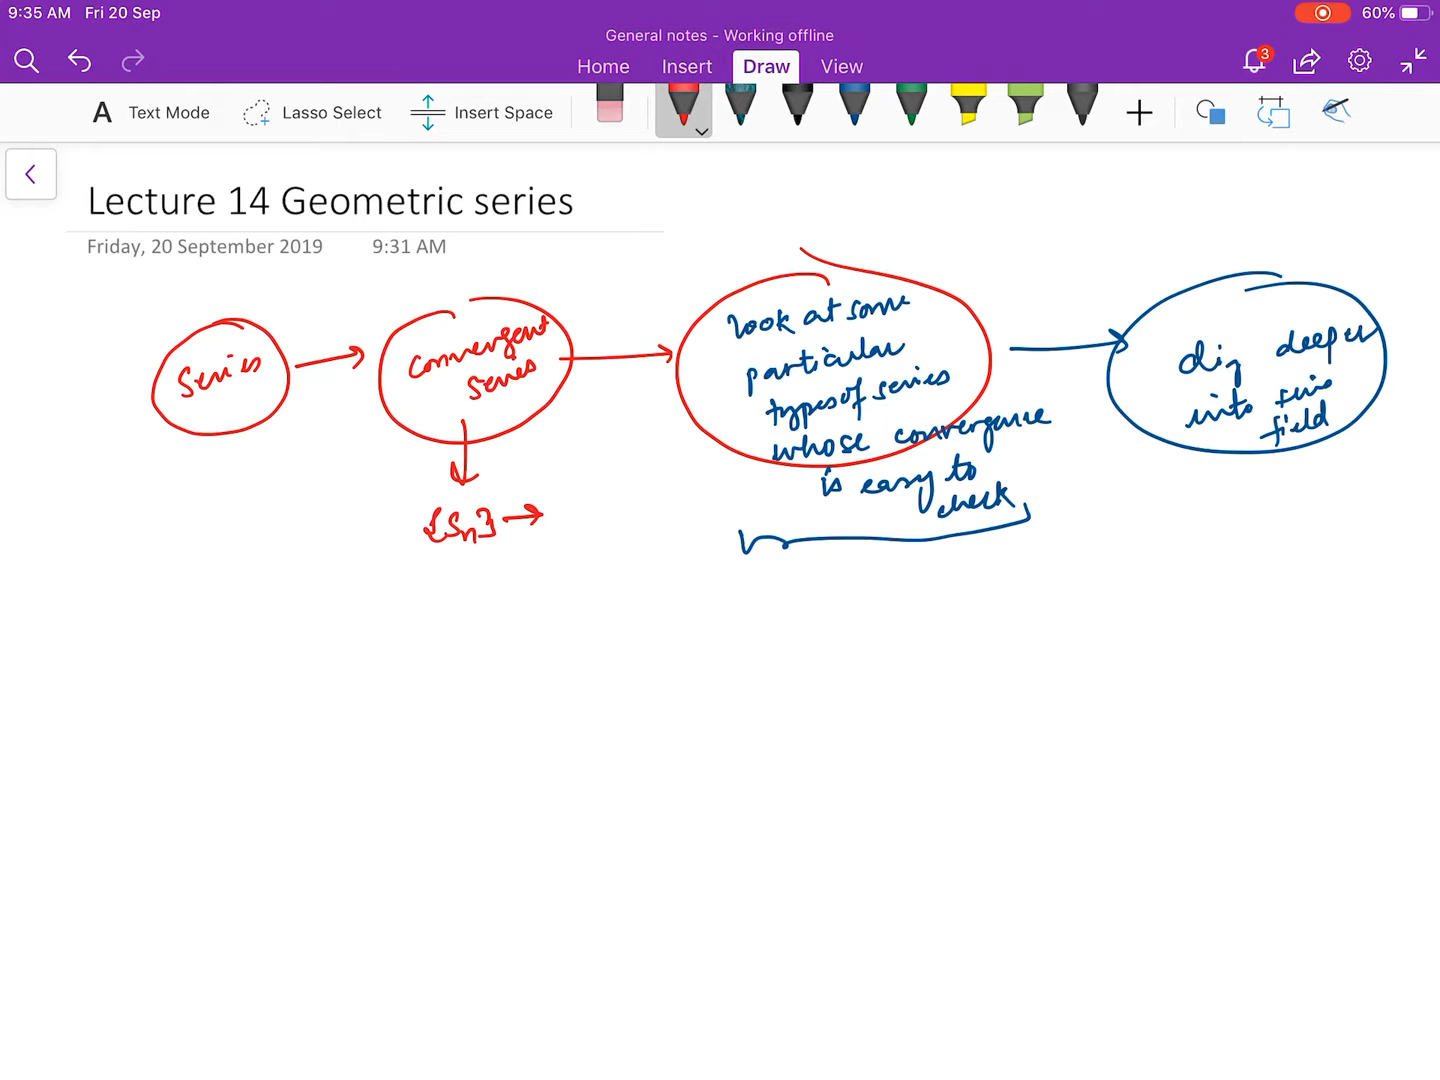 9:35 AM Fri 20 Sep
60%
General notes - Working offline
Home Insert Draw View
3
A Text Mode Lasso Select Insert Space
Lecture 14 Geometric series
Friday, 20 September 2019 9:31 AM
Series
Convergent
Series
{Sn} →
look at some
particular
types of series
whose convergence
is easy to
check
dig deeper
into
field